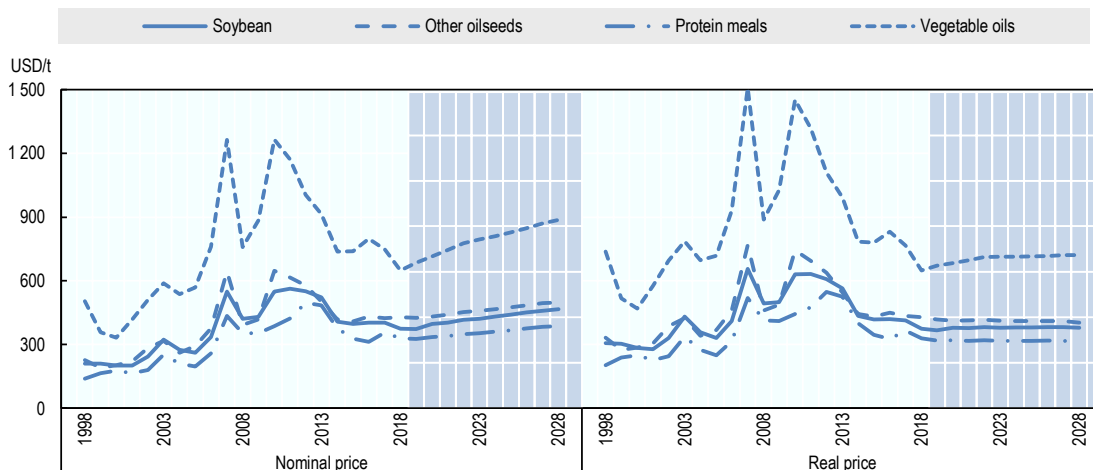 Soybean Other oilseeds Protein meals Vegetable oils
USD/t
1 500
1 200
900
600
300
0
1998 2003 2008 2013 2018 2023 2028 1998 2003 2008 2013 2018 2023 2028
Nominal price Real price